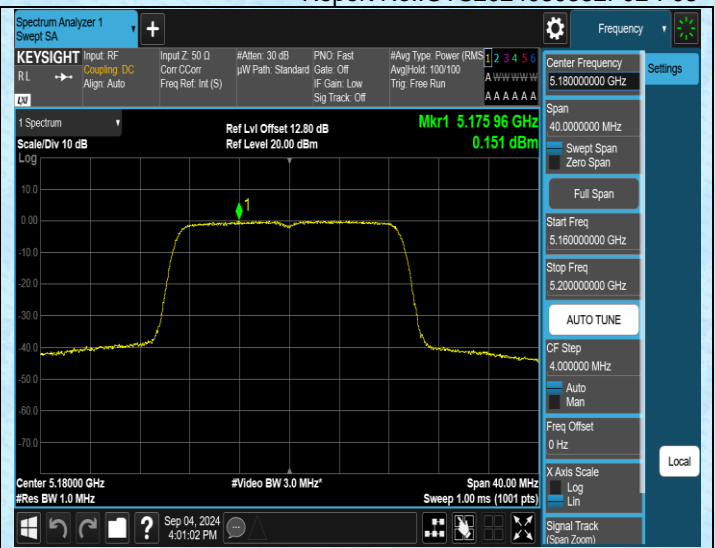 Spectrum Analyzer 1
Swept SA
+
Frequency
KEYSIGHT
RL
LXI
Input: RF
Coupling: DC
Align: Auto
Input Z: 50 Ω
Corr CCorr
Freq Ref: Int (S)
#Atten: 30 dB
µW Path: Standard
PNO: Fast
Gate: Off
IF Gain: Low
Sig Track: Off
#Avg Type: Power (RMS
Avg|Hold: 100/100
Trig: Free Run
1 2 3 4 5 6
A W W W W W
A A A A A A
1 Spectrum
Scale/Div 10 dB
Log
Ref Lvl Offset 12.80 dB
Ref Level 20.00 dBm
Mkr1 5.175 96 GHz
0.151 dBm
1
10.0
0.00
-10.0
-20.0
-30.0
-40.0
-50.0
-60.0
-70.0
Center 5.18000 GHz
#Res BW 1.0 MHz
#Video BW 3.0 MHz*
Span 40.00 MHz
Sweep 1.00 ms (1001 pts)
?
Sep 04, 2024
4:01:02 PM
Center Frequency
5.180000000 GHz
Span
40.0000000 MHz
Swept Span
Zero Span
Full Span
Start Freq
5.160000000 GHz
Stop Freq
5.200000000 GHz
AUTO TUNE
CF Step
4.000000 MHz
Auto
Man
Freq Offset
0 Hz
X Axis Scale
Log
Lin
Signal Track
(Span Zoom)
Settings
Local